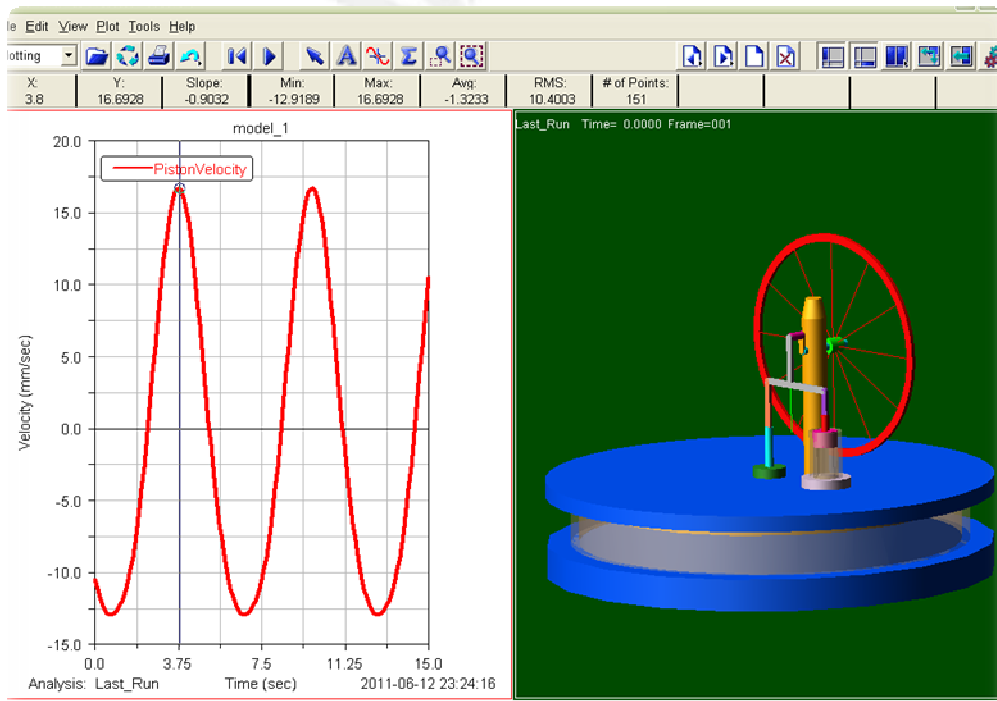 le Edit View Plot Tools Help
lotting
X: Y: Slope: Min: Max: Avg: RMS: # of Points:
3.8 16.6928 -0.9032 -12.9189 16.6928 -1.3233 10.4003 151
model_1
Last_Run Time= 0.0000 Frame=001
PistonVelocity
20.0
15.0
10.0
5.0
0.0
-5.0
-10.0
-15.0
Velocity (mm/sec)
0.0 3.75 7.5 11.25 15.0
Analysis: Last_Run Time (sec) 2011-06-12 23:24:16